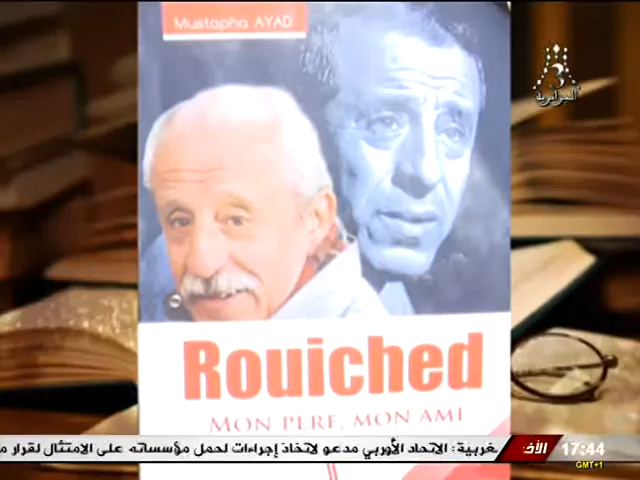 Mustapha AYAD
الجزائرية
Rouiched
MON PERE, MON AMI
غربية: الاتحاد الأوربي مدعو لاتخاذ إجراءات لحمل مؤسساته على الامتثال لقرار م
الأخ
17:44
GMT+1